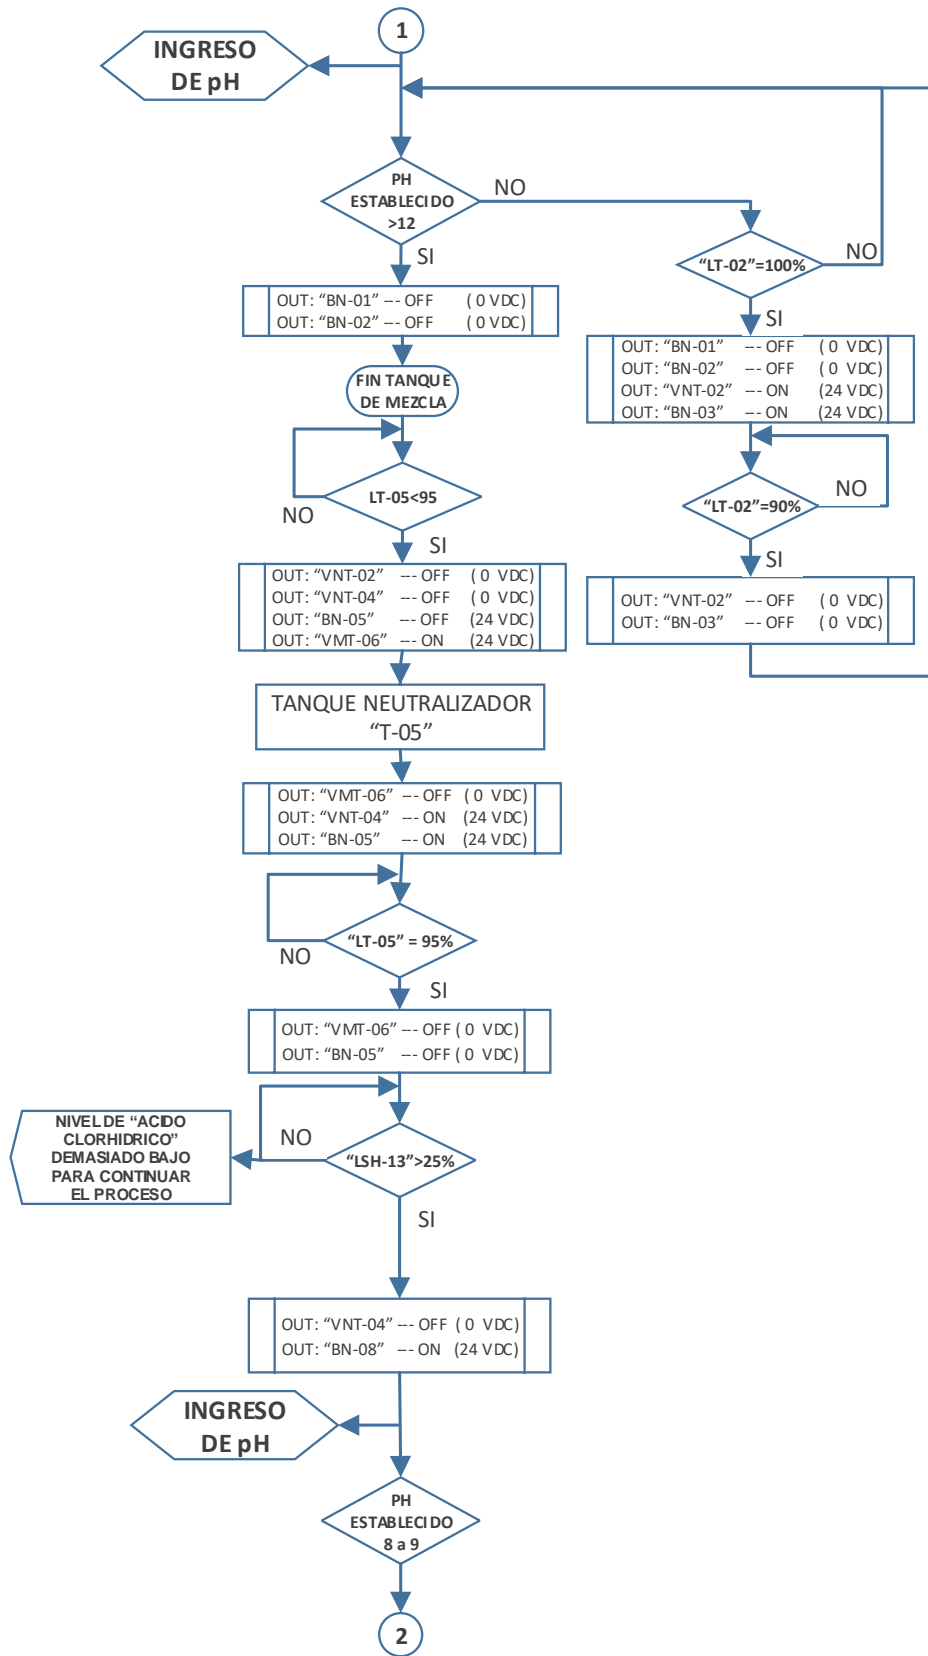 1
INGRESO
DE pH
PH
ESTABLECIDO
>12
NO
SI
"LT-02"=100%
NO
SI
OUT: "BN-01" --- OFF ( 0 VDC)
OUT: "BN-02" --- OFF ( 0 VDC)
OUT: "BN-01" --- OFF ( 0 VDC)
OUT: "BN-02" --- OFF ( 0 VDC)
OUT: "VNT-02" --- ON (24 VDC)
OUT: "BN-03" --- ON (24 VDC)
FIN TANQUE
DE MEZCLA
LT-05<95
NO
SI
"LT-02"=90%
NO
SI
OUT: "VNT-02" --- OFF ( 0 VDC)
OUT: "VNT-04" --- OFF ( 0 VDC)
OUT: "BN-05" --- OFF (24 VDC)
OUT: "VMT-06" --- ON (24 VDC)
OUT: "VNT-02" --- OFF ( 0 VDC)
OUT: "BN-03" --- OFF ( 0 VDC)
TANQUE NEUTRALIZADOR
"T-05"
OUT: "VMT-06" --- OFF ( 0 VDC)
OUT: "VNT-04" --- ON (24 VDC)
OUT: "BN-05" --- ON (24 VDC)
"LT-05" = 95%
NO
SI
OUT: "VMT-06" --- OFF ( 0 VDC)
OUT: "BN-05" --- OFF ( 0 VDC)
NIVEL DE "ACIDO
CLORHIDRICO"
DEMASIADO BAJO
PARA CONTINUAR
EL PROCESO
NO
"LSH-13">25%
SI
OUT: "VNT-04" --- OFF ( 0 VDC)
OUT: "BN-08" --- ON (24 VDC)
INGRESO
DE pH
PH
ESTABLECIDO
8 a 9
2